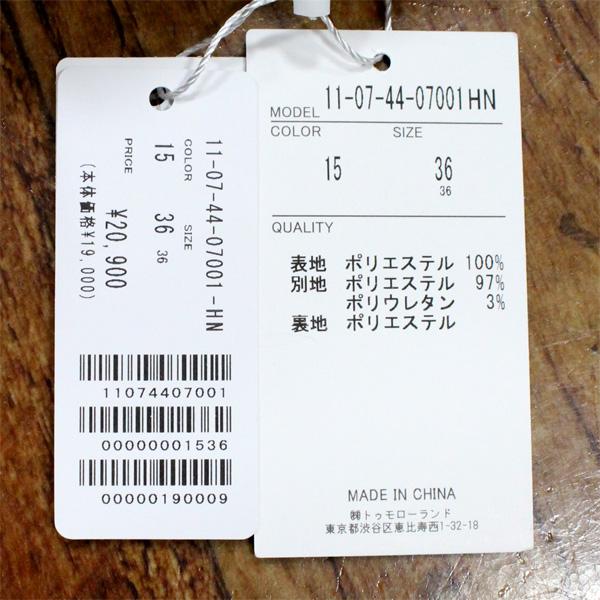 11-07-44-07001-HN
COLOR SIZE
15 36
36
PRICE
¥20,900
(本体価格¥19,000)
11074407001
00000001536
00000190009
MODEL 11-07-44-07001HN
COLOR SIZE
15 36
36
QUALITY
表地 ポリエステル 100%
別地 ポリエステル 97%
ポリウレタン 3%
裏地 ポリエステル
MADE IN CHINA
㈱トゥモローランド
東京都渋谷区恵比寿西1-32-18